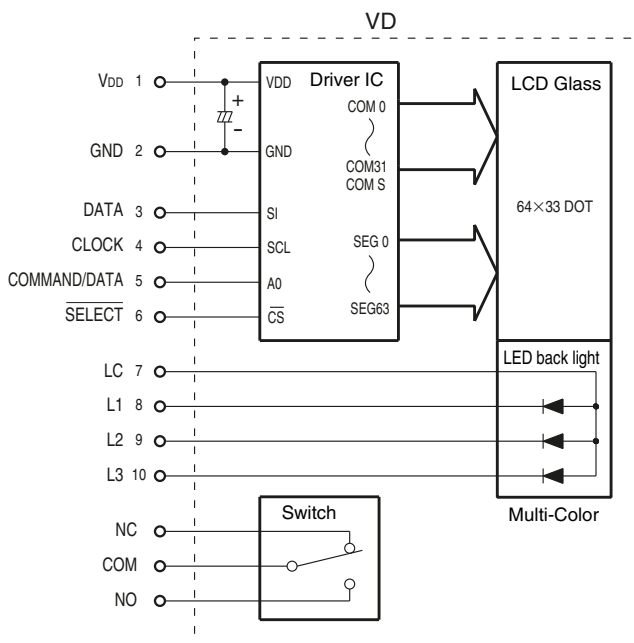 VD
VDD 1
VDD
Driver IC
LCD Glass
COM 0
+
−
GND 2
GND
COM31
COM S
DATA 3
SI
64×33 DOT
CLOCK 4
SCL
SEG 0
COMMAND/DATA 5
A0
SELECT 6
CS
SEG63
LED back light
LC 7
L1 8
L2 9
L3 10
Multi-Color
Switch
NC
COM
NO